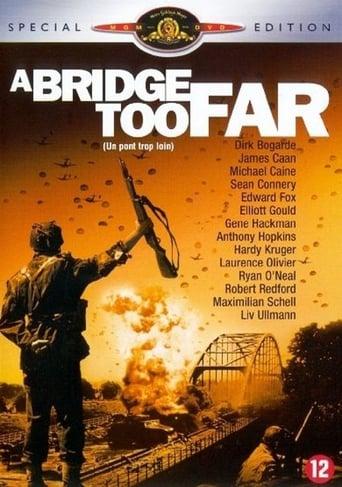 SPECIAL MGM DVD EDITION
A BRIDGE
TOO FAR
(Un pont trop loin)
Dirk Bogarde
James Caan
Michael Caine
Sean Connery
Edward Fox
Elliott Gould
Gene Hackman
Anthony Hopkins
Hardy Kruger
Laurence Olivier
Ryan O'Neal
Robert Redford
Maximilian Schell
Liv Ullmann
12